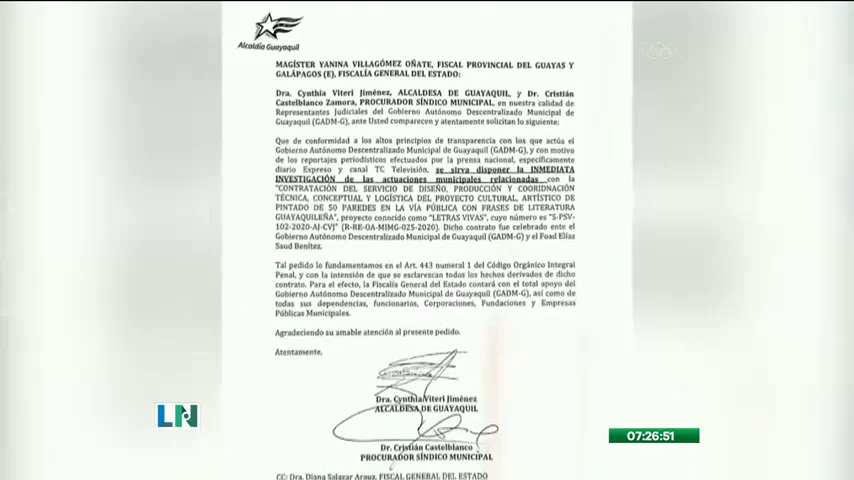 Alcaldía Guayaquil
MAGÍSTER YANINA VILLAGÓMEZ OÑATE, FISCAL PROVINCIAL DEL GUAYAS Y
GALÁPAGOS (E), FISCALÍA GENERAL DEL ESTADO:
Dra. Cynthia Viteri Jiménez, ALCALDESA DE GUAYAQUIL, y Dr. Cristián
Castelblanco Zamora, PROCURADOR SÍNDICO MUNICIPAL, en nuestra calidad de
Representantes Judiciales del Gobierno Autónomo Descentralizado Municipal de
Guayaquil (GADM-G), ante Usted comparecen y atentamente solicitan lo siguiente:
Que de conformidad a los altos principios de transparencia con los que actúa el
Gobierno Autónomo Descentralizado Municipal de Guayaquil (GADM-G), y con motivo
de los reportajes periodísticos efectuados por la prensa nacional, específicamente
diario Expreso y canal TC Televisión, se sirva disponer la INMEDIATA
INVESTIGACIÓN de las actuaciones municipales relacionadas con la
"CONTRATACIÓN DEL SERVICIO DE DISEÑO, PRODUCCIÓN Y COORIDNACIÓN
TÉCNICA, CONCEPTUAL Y LOGÍSTICA DEL PROYECTO CULTURAL, ARTÍSTICO DE
PINTADO DE 50 PAREDES EN LA VÍA PÚBLICA CON FRASES DE LITERATURA
GUAYAQUILEÑA", proyecto conocido como "LETRAS VIVAS", cuyo número es "S-PSV-
102-2020-AJ-CVJ" (R-RE-OA-MIMG-025-2020). Dicho contrato fue celebrado ente el
Gobierno Autónomo Descentralizado Municipal de Guayaquil (GADM-G) y el Foad Elías
Saud Benítez.
Tal pedido lo fundamentamos en el Art. 443 numeral 1 del Código Orgánico Integral
Penal, y con la intensión de que se esclarezcan todos los hechos derivados de dicho
contrato. Para el efecto, la Fiscalía General del Estado contará con el total apoyo del
Gobierno Autónomo Descentralizado Municipal de Guayaquil (GADM-G), así como de
todas sus dependencias, funcionarios, Corporaciones, Fundaciones y Empresas
Públicas Municipales.
Agradeciendo su amable atención al presente pedido.
Atentamente,
Dra. Cynthia Viteri Jiménez
ALCALDESA DE GUAYAQUIL
Dr. Cristián Castelblanco
PROCURADOR SÍNDICO MUNICIPAL
CC: Dra. Diana Salazar Arauz, FISCAL GENERAL DEL ESTADO
LN
07:26:51